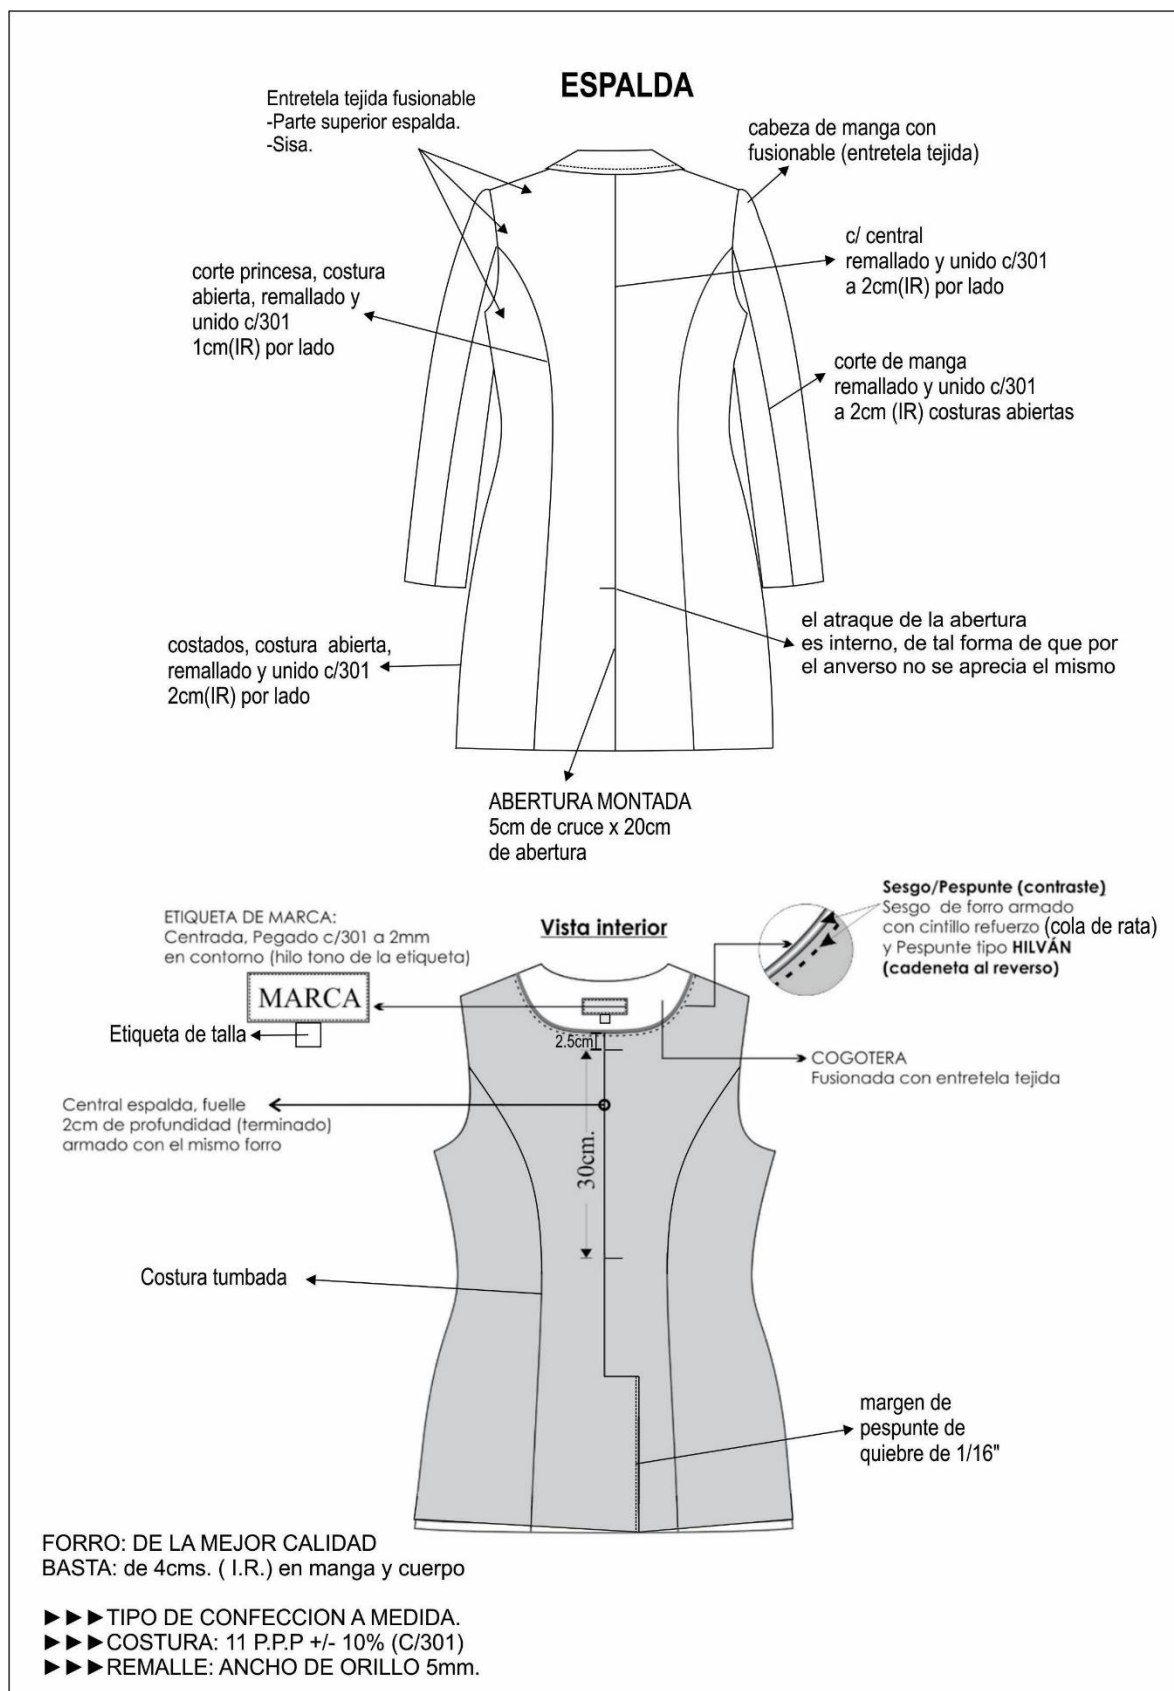 ESPALDA
Entretela tejida fusionable
-Parte superior espalda.
-Sisa.
cabeza de manga con
fusionable (entretela tejida)
c/ central
remallado y unido c/301
a 2cm(IR) por lado
corte princesa, costura
abierta, remallado y
unido c/301
1cm(IR) por lado
corte de manga
remallado y unido c/301
a 2cm (IR) costuras abiertas
el atraque de la abertura
es interno, de tal forma de que por
el anverso no se aprecia el mismo
costados, costura abierta,
remallado y unido c/301
2cm(IR) por lado
ABERTURA MONTADA
5cm de cruce x 20cm
de abertura
Sesgo/Pespunte (contraste)
Sesgo de forro armado
con cintillo refuerzo (cola de rata)
y Pespunte tipo HILVÁN
(cadeneta al reverso)
ETIQUETA DE MARCA:
Centrada, Pegado c/301 a 2mm
en contorno (hilo tono de la etiqueta)
Vista interior
MARCA
Etiqueta de talla
2.5cm
COGOTERA
Fusionada con entretela tejida
Central espalda, fuelle
2cm de profundidad (terminado)
armado con el mismo forro
30cm.
Costura tumbada
margen de
pespunte de
quiebre de 1/16"
FORRO: DE LA MEJOR CALIDAD
BASTA: de 4cms. ( I.R.) en manga y cuerpo
►►►TIPO DE CONFECCION A MEDIDA.
►►►COSTURA: 11 P.P.P +/- 10% (C/301)
►►►REMALLE: ANCHO DE ORILLO 5mm.